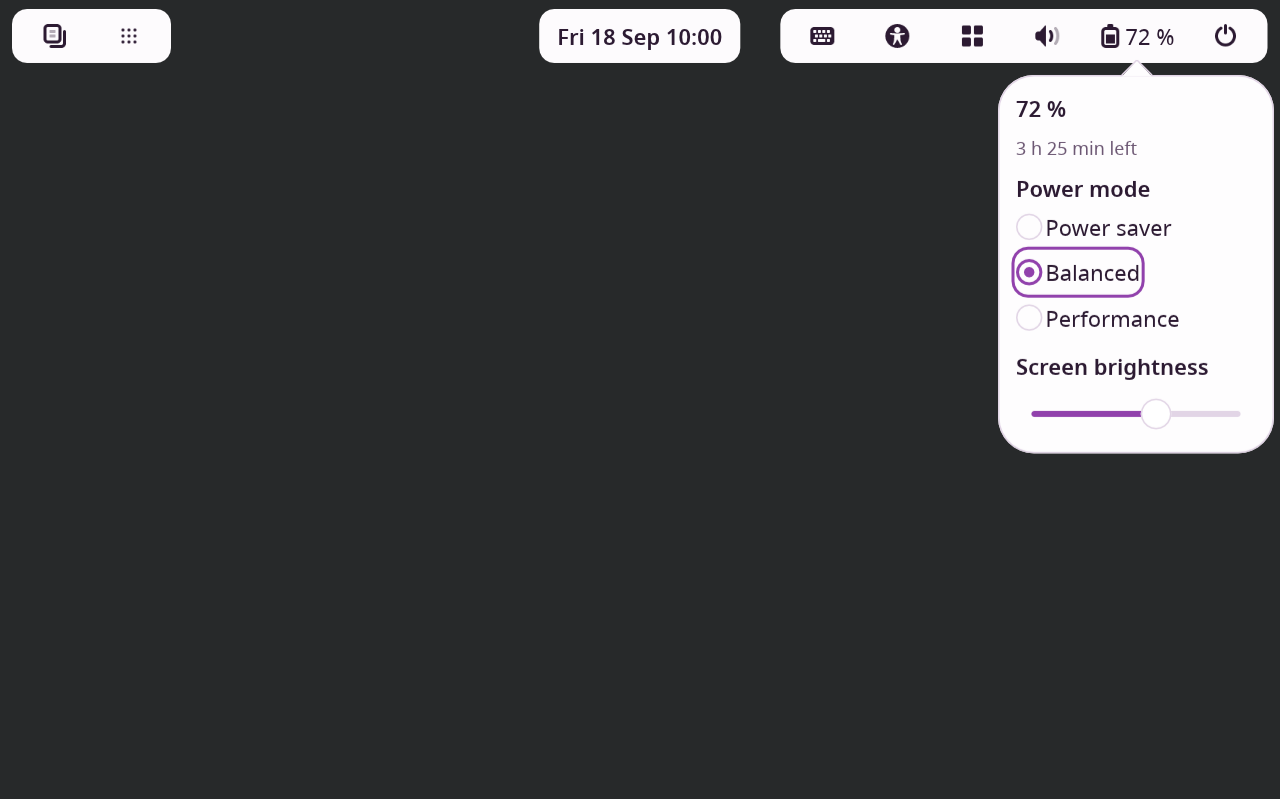 Fri 18 Sep 10:00
72 %
72 %
3 h 25 min left
Power mode
Power saver
Balanced
Performance
Screen brightness